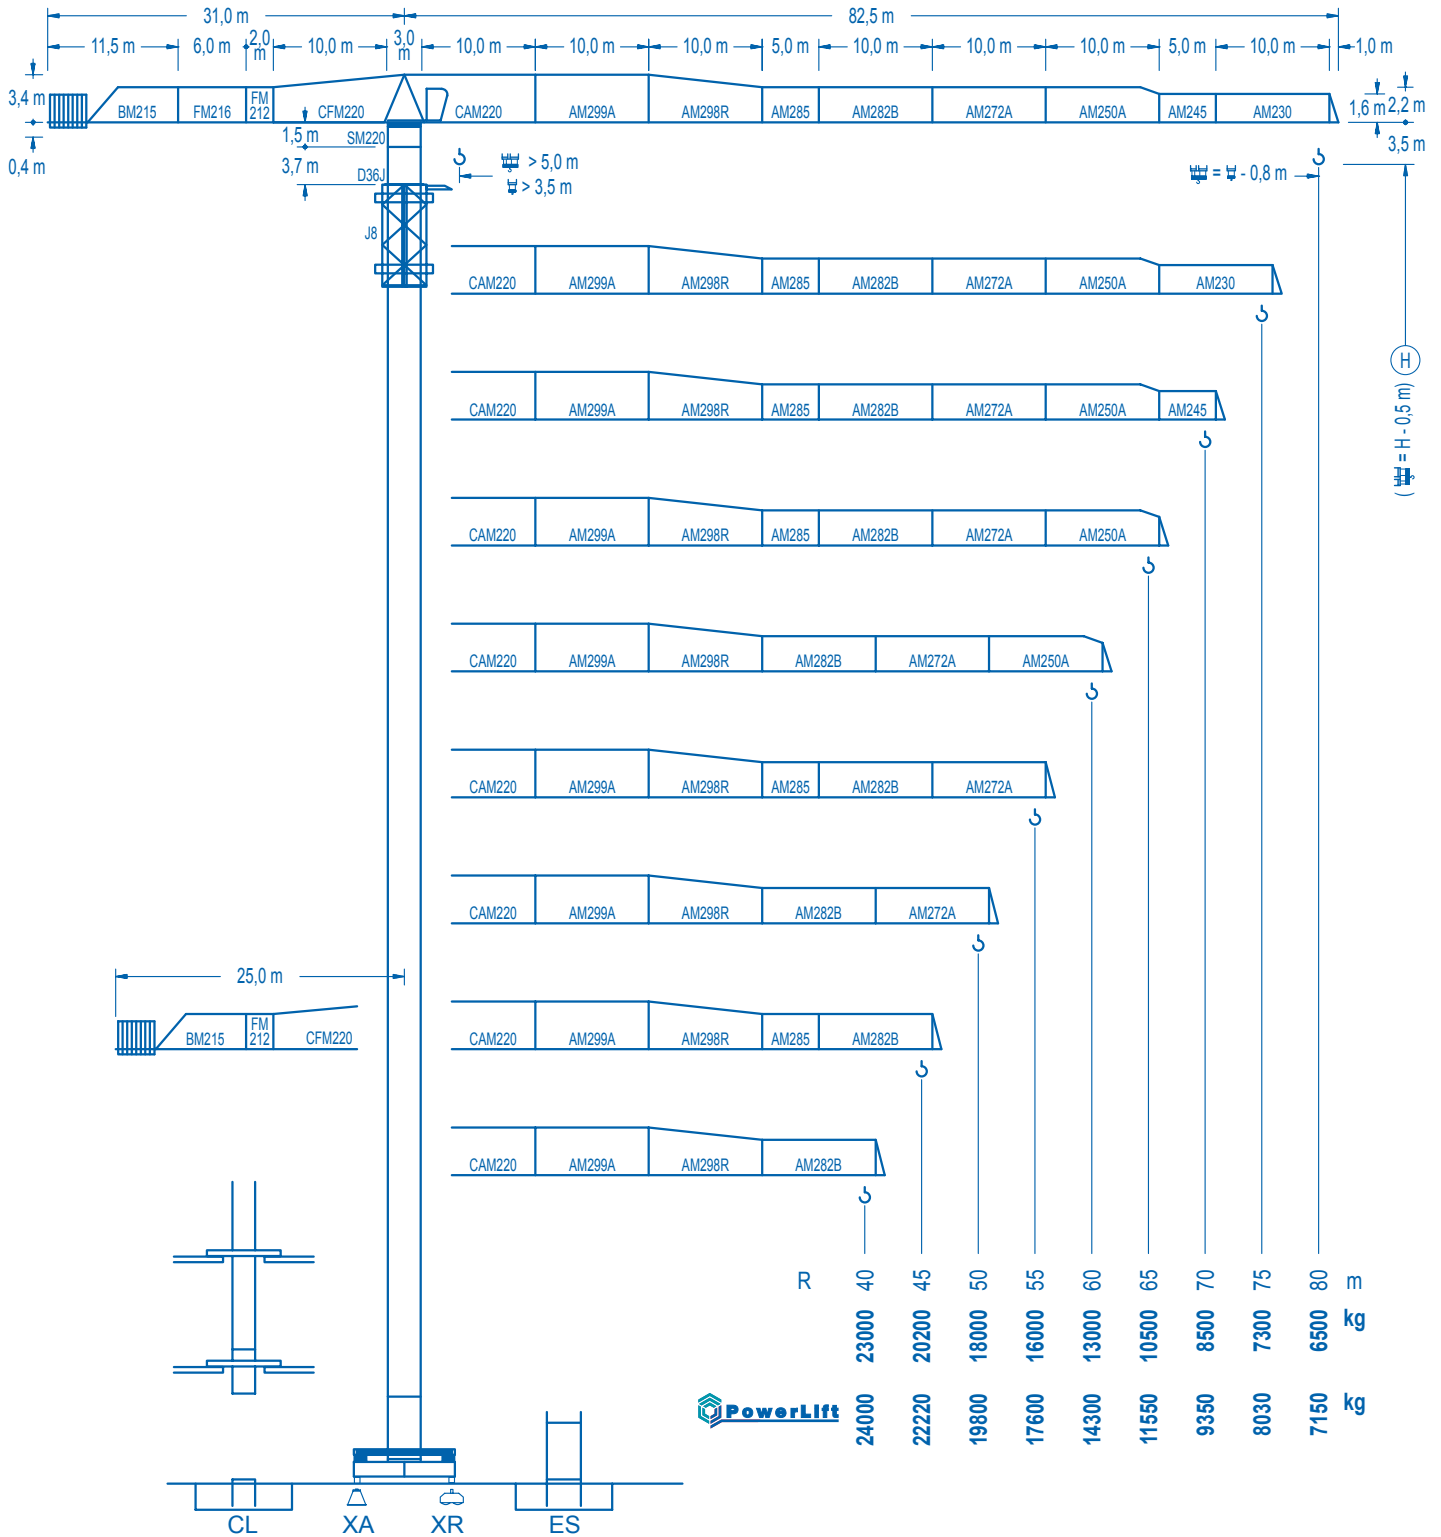 31,0 m 82,5 m
11,5 m 6,0 m 2,0 m 10,0 m 3,0 m 10,0 m 10,0 m 10,0 m 5,0 m 10,0 m 10,0 m 10,0 m 5,0 m 10,0 m 1,0 m
3,4 m BM215 FM216 FM 212 CFM220 CAM220 AM299A AM298R AM285 AM282B AM272A AM250A AM245 AM230 1,6 m 2,2 m
0,4 m 1,5 m SM220 3,5 m
3,7 m D36J > 5,0 m = - 0,8 m
> 3,5 m
J8
CAM220 AM299A AM298R AM285 AM282B AM272A AM250A AM230
H
( = H - 0,5 m)
CAM220 AM299A AM298R AM285 AM282B AM272A AM250A AM245
CAM220 AM299A AM298R AM285 AM282B AM272A AM250A
CAM220 AM299A AM298R AM282B AM272A AM250A
CAM220 AM299A AM298R AM285 AM282B AM272A
CAM220 AM299A AM298R AM282B AM272A
25,0 m
BM215 FM 212 CFM220 CAM220 AM299A AM298R AM285 AM282B
CAM220 AM299A AM298R AM282B
R 40 45 50 55 60 65 70 75 80 m
23000 20200 18000 16000 13000 10500 8500 7300 6500 kg
PowerLift 24000 22220 19800 17600 14300 11550 9350 8030 7150 kg
CL XA XR ES